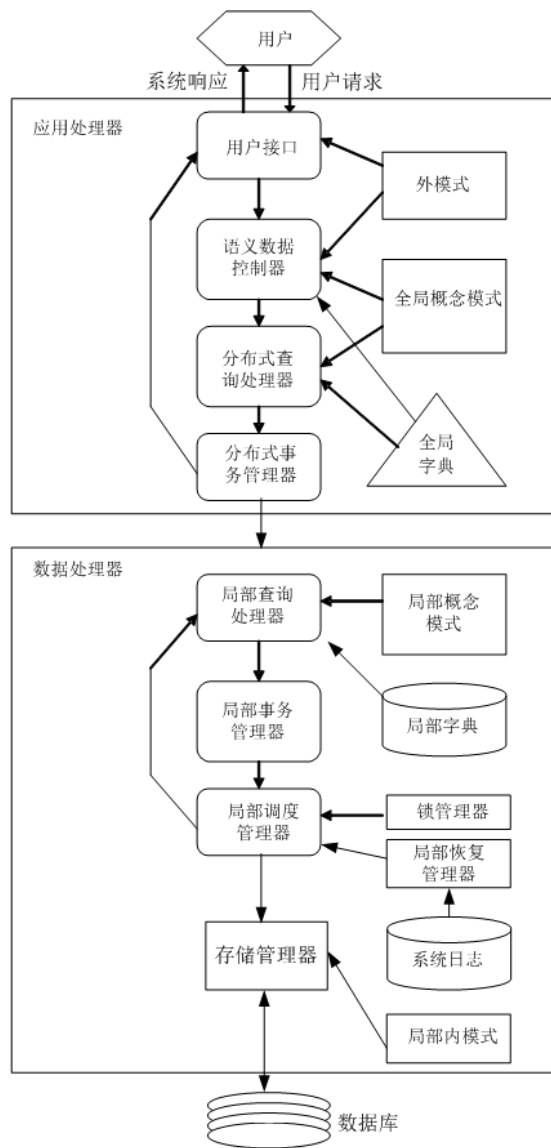 用户
系统响应
用户请求
应用处理器
用户接口
外模式
语义数据
控制器
全局概念模式
分布式查
询处理器
全局
字典
分布式事
务管理器
数据处理器
局部查询
处理器
局部概念
模式
局部字典
局部事务
管理器
局部调度
管理器
锁管理器
局部恢复
管理器
存储管理器
系统日志
局部内模式
数据库